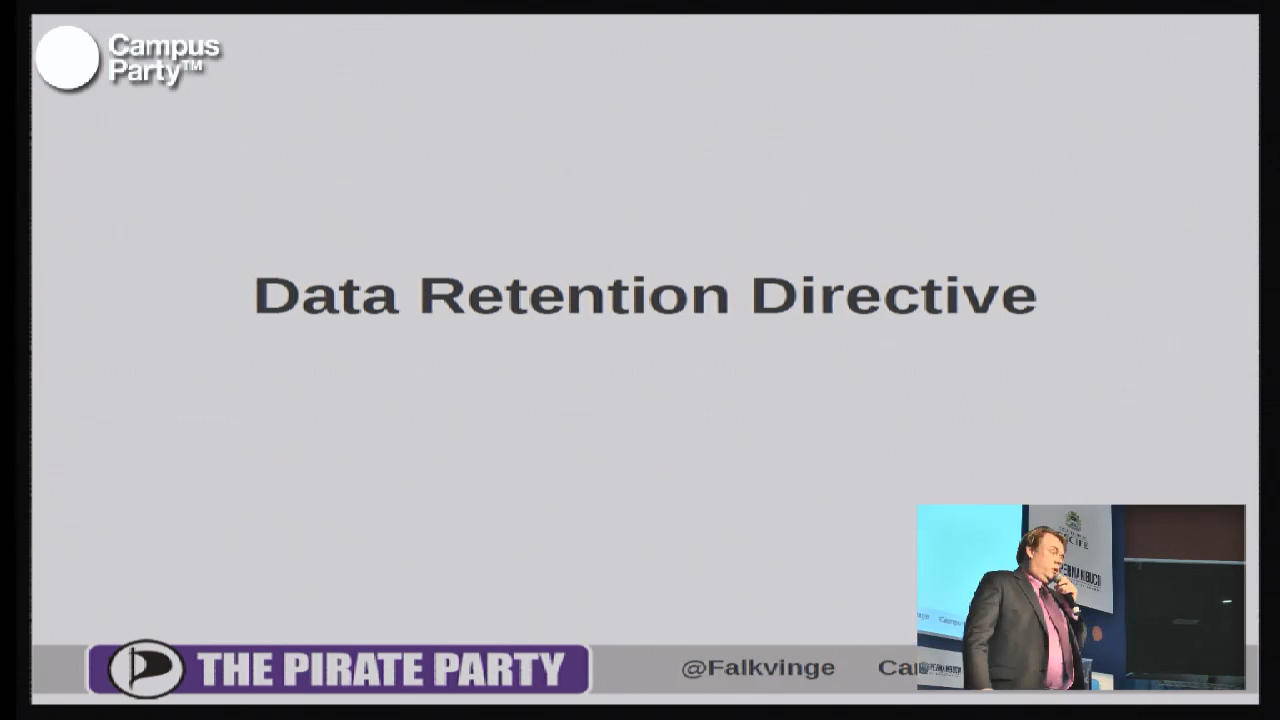 Campus
Party™
Data Retention Directive
THE PIRATE PARTY
@Falkvinge